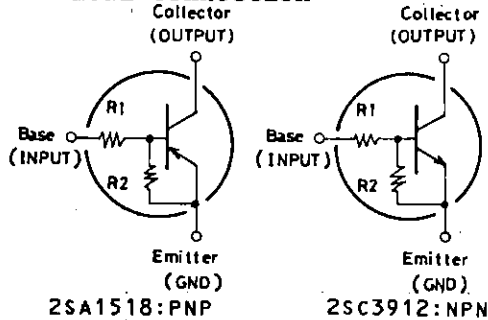 Collector
(OUTPUT)
R1
Base
(INPUT)
R2
Emitter
(GND)
2SA1518:PNP
Collector
(OUTPUT)
R1
Base
(INPUT)
R2
Emitter
(GND)
2SC3912:NPN